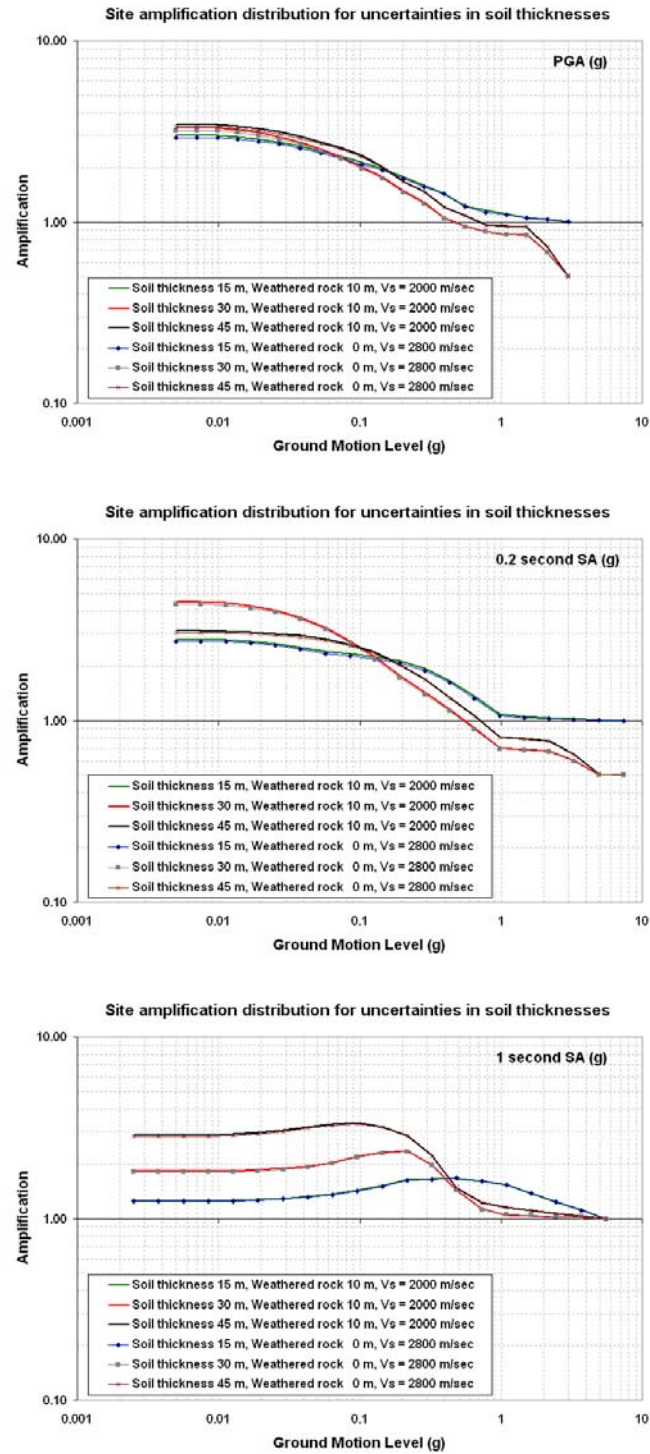 Site amplification distribution for uncertainties in soil thicknesses
10.00
PGA (g)
Amplification
1.00
Soil thickness 15 m, Weathered rock 10 m, Vs = 2000 m/sec
Soil thickness 30 m, Weathered rock 10 m, Vs = 2000 m/sec
Soil thickness 45 m, Weathered rock 10 m, Vs = 2000 m/sec
Soil thickness 15 m, Weathered rock 0 m, Vs = 2800 m/sec
Soil thickness 30 m, Weathered rock 0 m, Vs = 2800 m/sec
Soil thickness 45 m, Weathered rock 0 m, Vs = 2800 m/sec
0.10
0.001 0.01 0.1 1 10
Ground Motion Level (g)
Site amplification distribution for uncertainties in soil thicknesses
10.00
0.2 second SA (g)
Amplification
1.00
Soil thickness 15 m, Weathered rock 10 m, Vs = 2000 m/sec
Soil thickness 30 m, Weathered rock 10 m, Vs = 2000 m/sec
Soil thickness 45 m, Weathered rock 10 m, Vs = 2000 m/sec
Soil thickness 15 m, Weathered rock 0 m, Vs = 2800 m/sec
Soil thickness 30 m, Weathered rock 0 m, Vs = 2800 m/sec
Soil thickness 45 m, Weathered rock 0 m, Vs = 2800 m/sec
0.10
0.001 0.01 0.1 1 10
Ground Motion Level (g)
Site amplification distribution for uncertainties in soil thicknesses
10.00
1 second SA (g)
Amplification
1.00
Soil thickness 15 m, Weathered rock 10 m, Vs = 2000 m/sec
Soil thickness 30 m, Weathered rock 10 m, Vs = 2000 m/sec
Soil thickness 45 m, Weathered rock 10 m, Vs = 2000 m/sec
Soil thickness 15 m, Weathered rock 0 m, Vs = 2800 m/sec
Soil thickness 30 m, Weathered rock 0 m, Vs = 2800 m/sec
Soil thickness 45 m, Weathered rock 0 m, Vs = 2800 m/sec
0.10
0.001 0.01 0.1 1 10
Ground Motion Level (g)